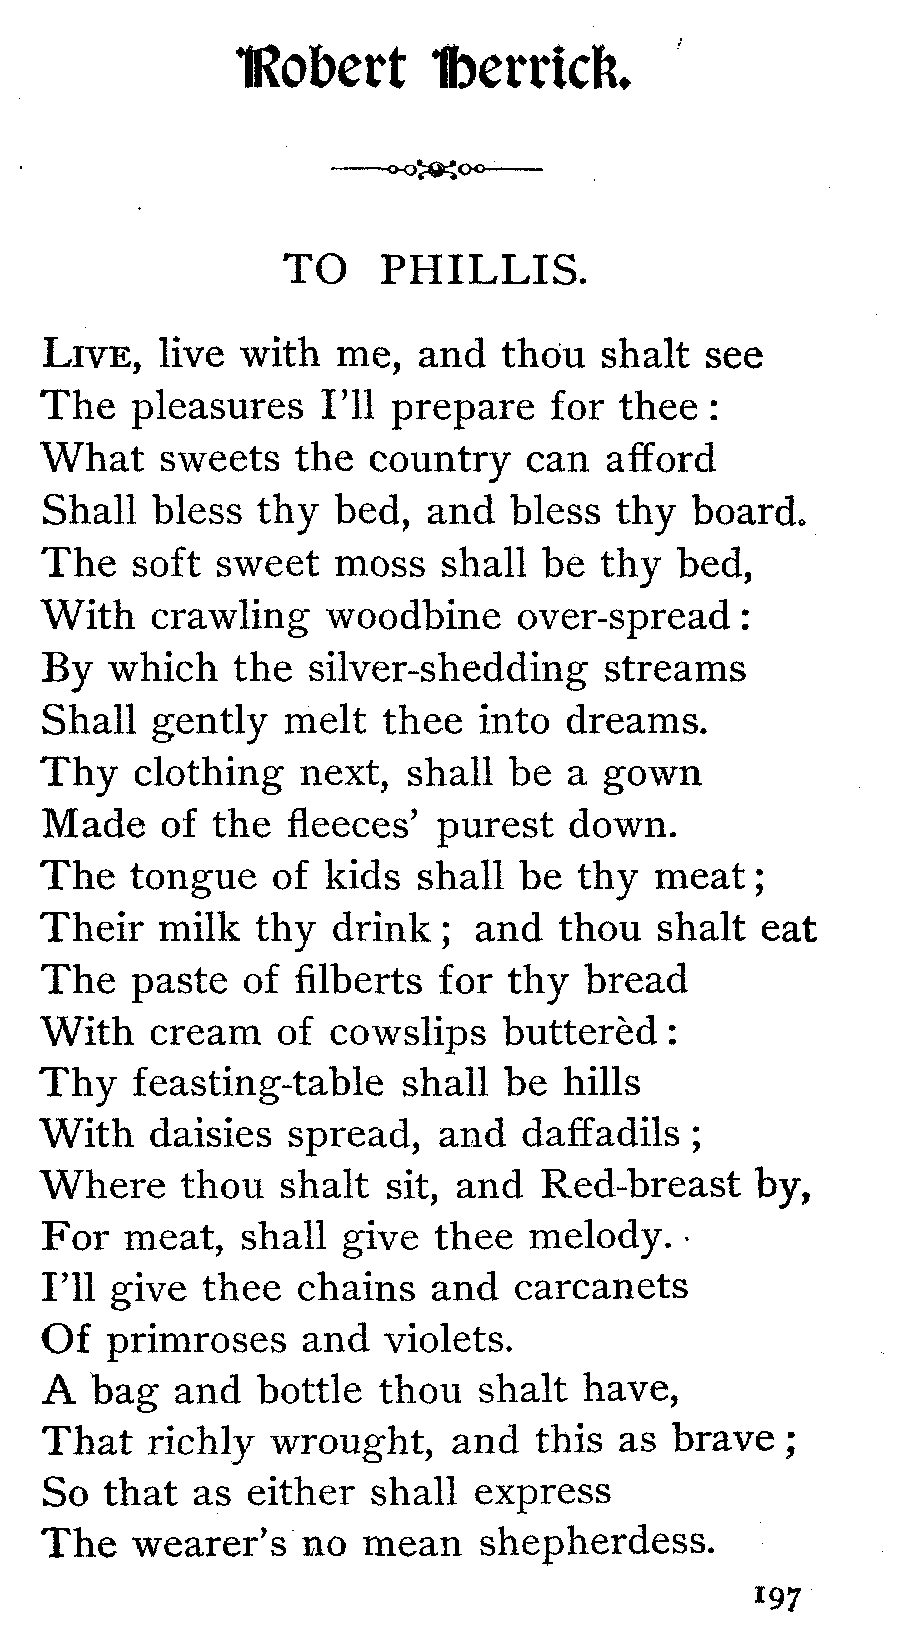 Robert Herrick.
TO PHILLIS.
LIVE, live with me, and thou shalt see
The pleasures I'll prepare for thee :
What sweets the country can afford
Shall bless thy bed, and bless thy board.
The soft sweet moss shall be thy bed,
With crawling woodbine over-spread :
By which the silver-shedding streams
Shall gently melt thee into dreams.
Thy clothing next, shall be a gown
Made of the fleeces' purest down.
The tongue of kids shall be thy meat ;
Their milk thy drink ; and thou shalt eat
The paste of filberts for thy bread
With cream of cowslips butterèd :
Thy feasting-table shall be hills
With daisies spread, and daffadils ;
Where thou shalt sit, and Red-breast by,
For meat, shall give thee melody.
I'll give thee chains and carcanets
Of primroses and violets.
A bag and bottle thou shalt have,
That richly wrought, and this as brave ;
So that as either shall express
The wearer's no mean shepherdess.
197